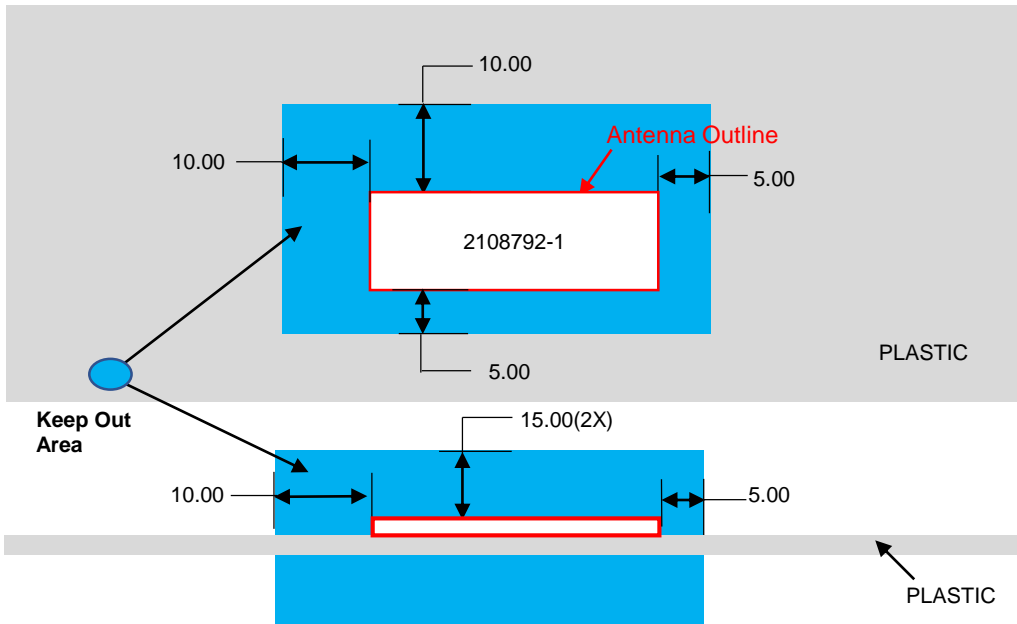 10.00
Antenna Outline
10.00
5.00
2108792-1
PLASTIC
5.00
Keep Out
Area
15.00(2X)
10.00
5.00
PLASTIC